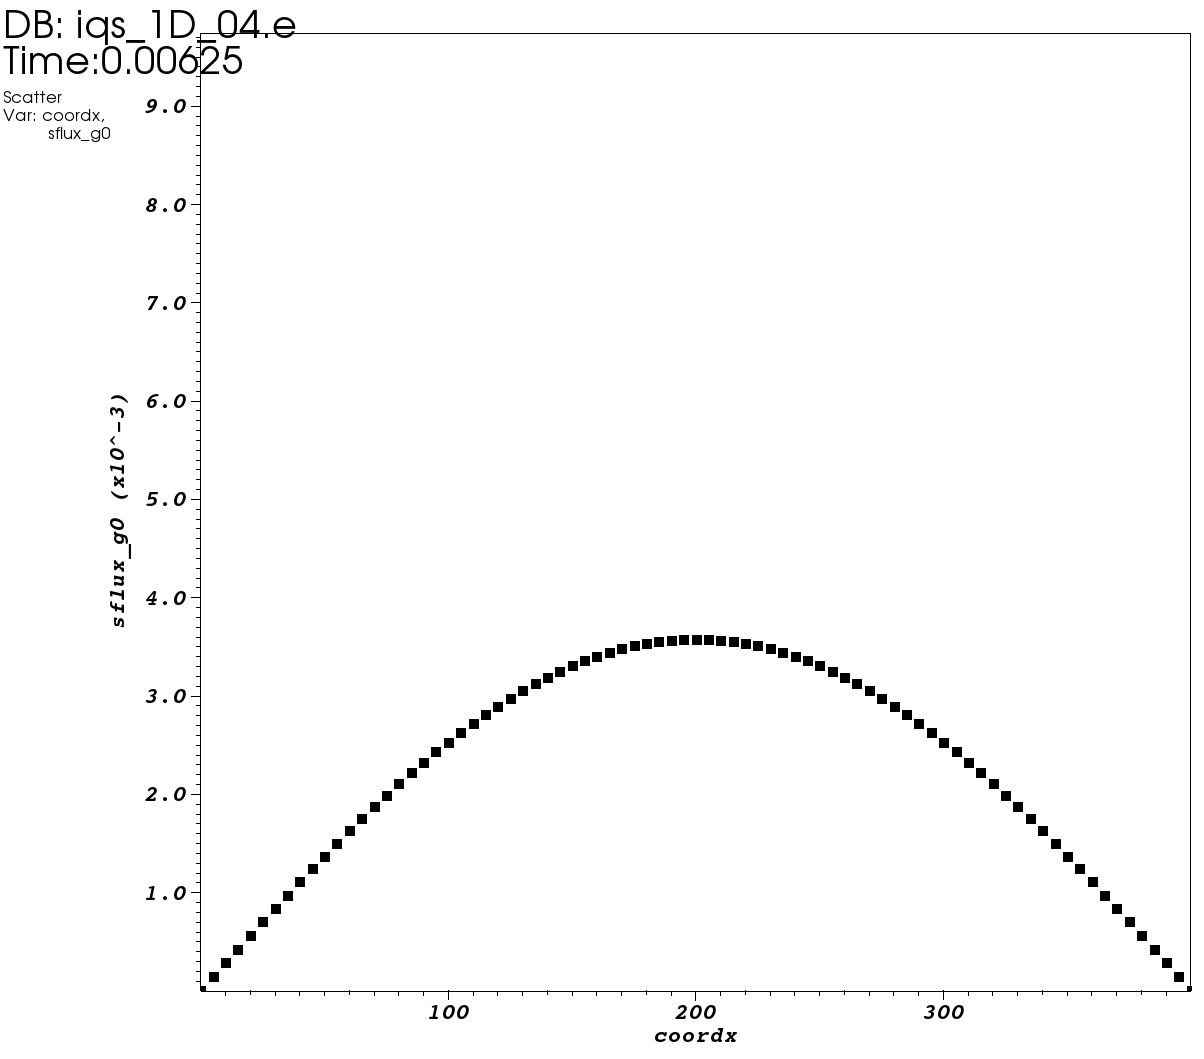 DB: iqs_1D_04.e
Time:0.00625
Scatter
Var: coordx,
sflux_g0
9.0
8.0
7.0
6.0
5.0
4.0
3.0
2.0
1.0
sflux_g0 (x10^-3)
100
200
300
coordx